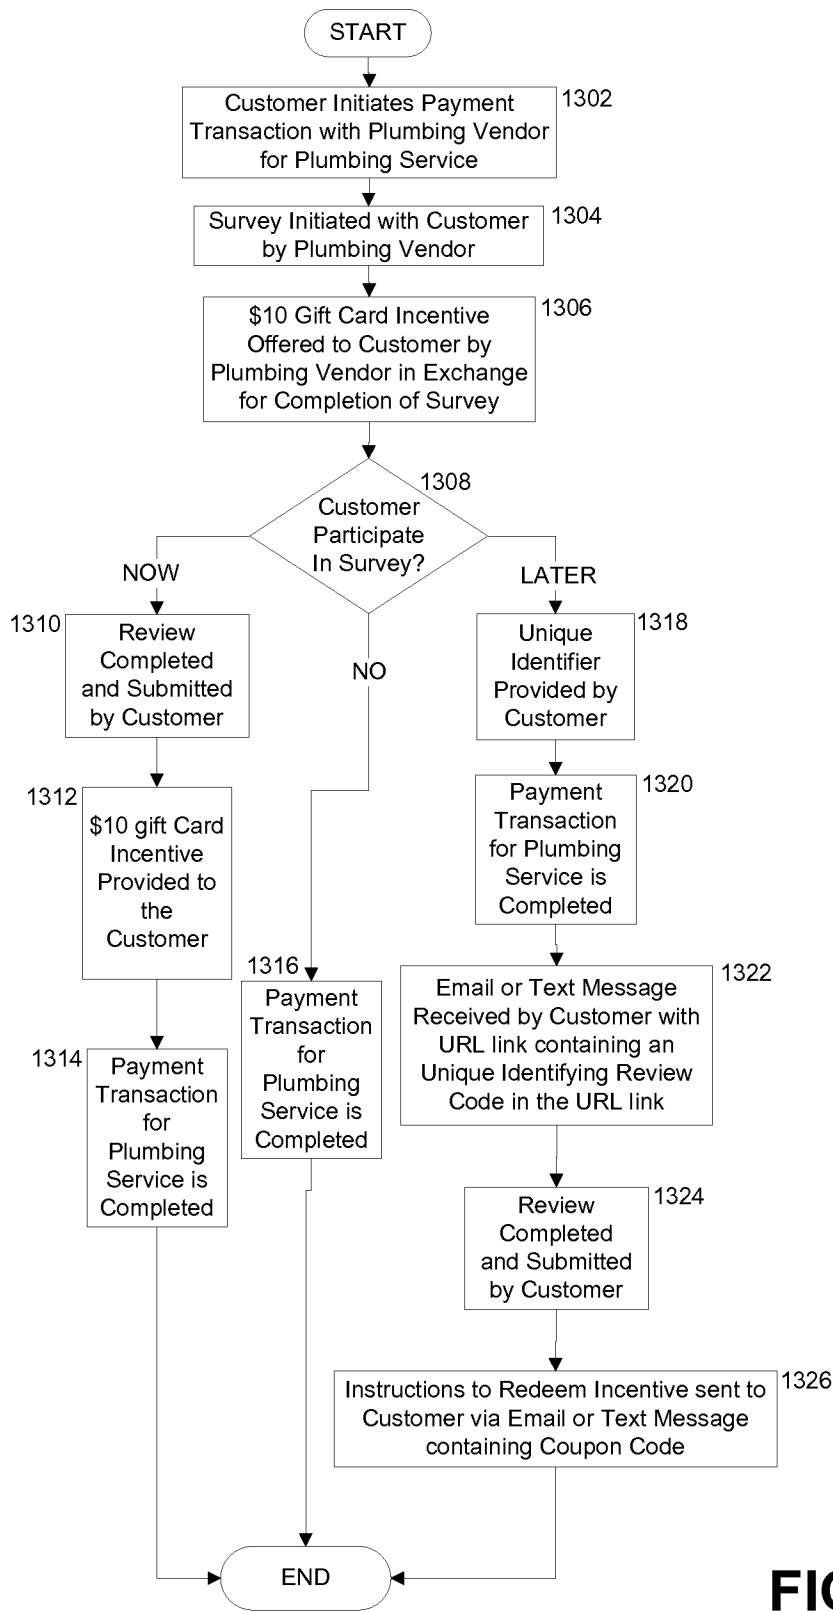 START
1302
Customer Initiates Payment
Transaction with Plumbing Vendor
for Plumbing Service
1304
Survey Initiated with Customer
by Plumbing Vendor
1306
$10 Gift Card Incentive
Offered to Customer by
Plumbing Vendor in Exchange
for Completion of Survey
1308
Customer
Participate
In Survey?
NOW
1310
Review
Completed
and Submitted
by Customer
1312
$10 gift Card
Incentive
Provided to
the
Customer
1314
Payment
Transaction
for
Plumbing
Service is
Completed
NO
1316
Payment
Transaction
for
Plumbing
Service is
Completed
LATER
1318
Unique
Identifier
Provided by
Customer
1320
Payment
Transaction
for Plumbing
Service is
Completed
1322
Email or Text Message
Received by Customer with
URL link containing an
Unique Identifying Review
Code in the URL link
1324
Review
Completed
and Submitted
by Customer
1326
Instructions to Redeem Incentive sent to
Customer via Email or Text Message
containing Coupon Code
END